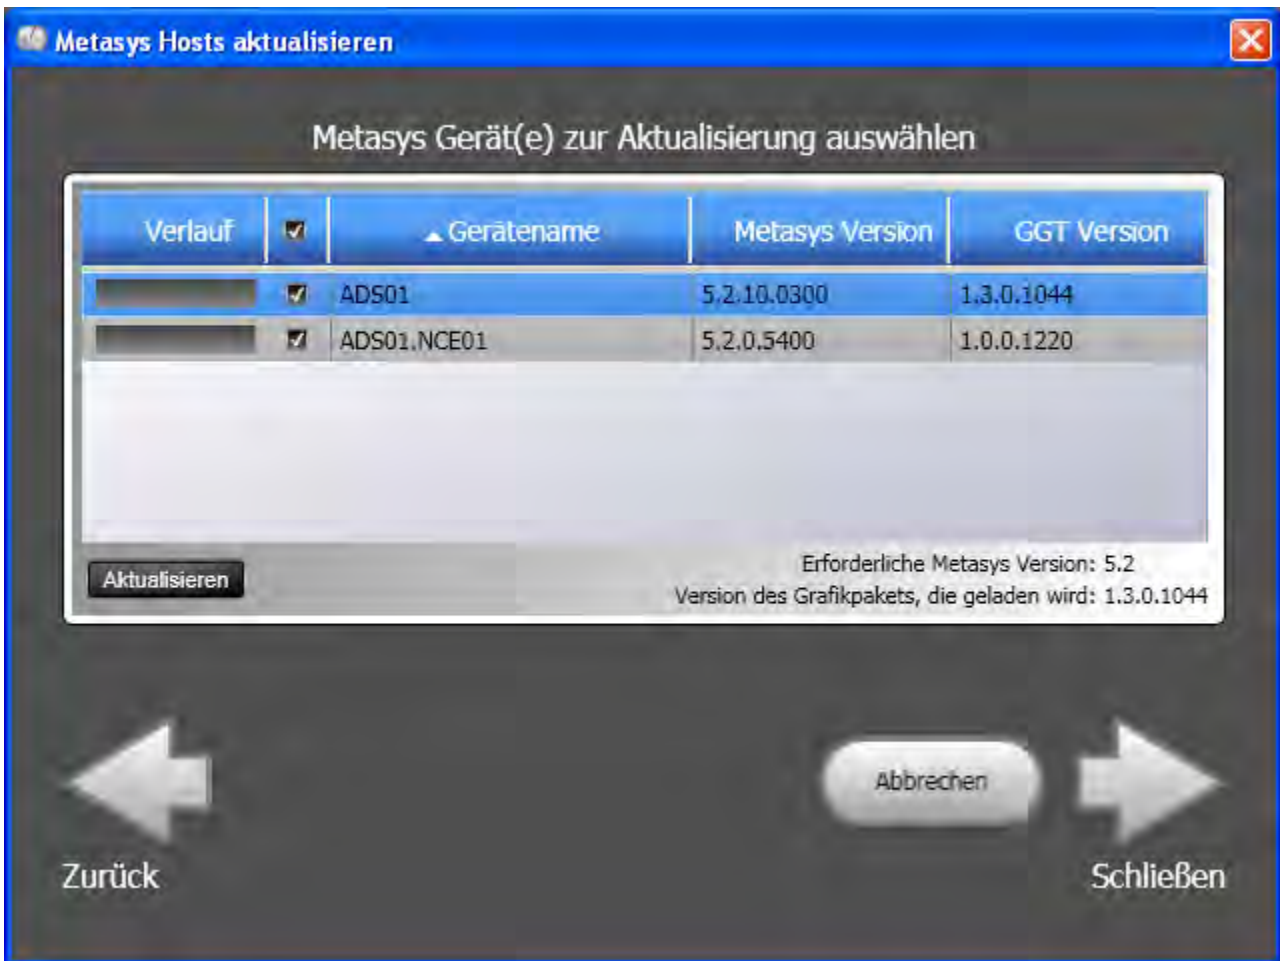 Metasys Hosts aktualisieren
Metasys Gerät(e) zur Aktualisierung auswählen
Verlauf Gerätename Metasys Version GGT Version
ADS01 5.2.10.0300 1.3.0.1044
ADS01.NCE01 5.2.0.5400 1.0.0.1220
Erforderliche Metasys Version: 5.2
Aktualisieren
Version des Grafikpakets, die geladen wird: 1.3.0.1044
Abbrechen
Zurück
Schließen